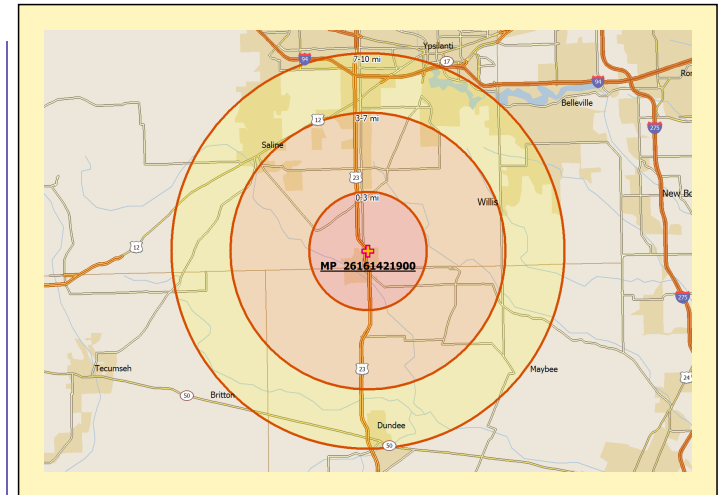 Ypsilanti
94
7-10 mi
17
Ror
94
Belleville
12
3-7 mi
275
Saline
23
0-3 mi
Willis
New Bo
12
MP 26161421900
275
Tecumseh
23
Maybee
24
50
Britton
Dundee
50